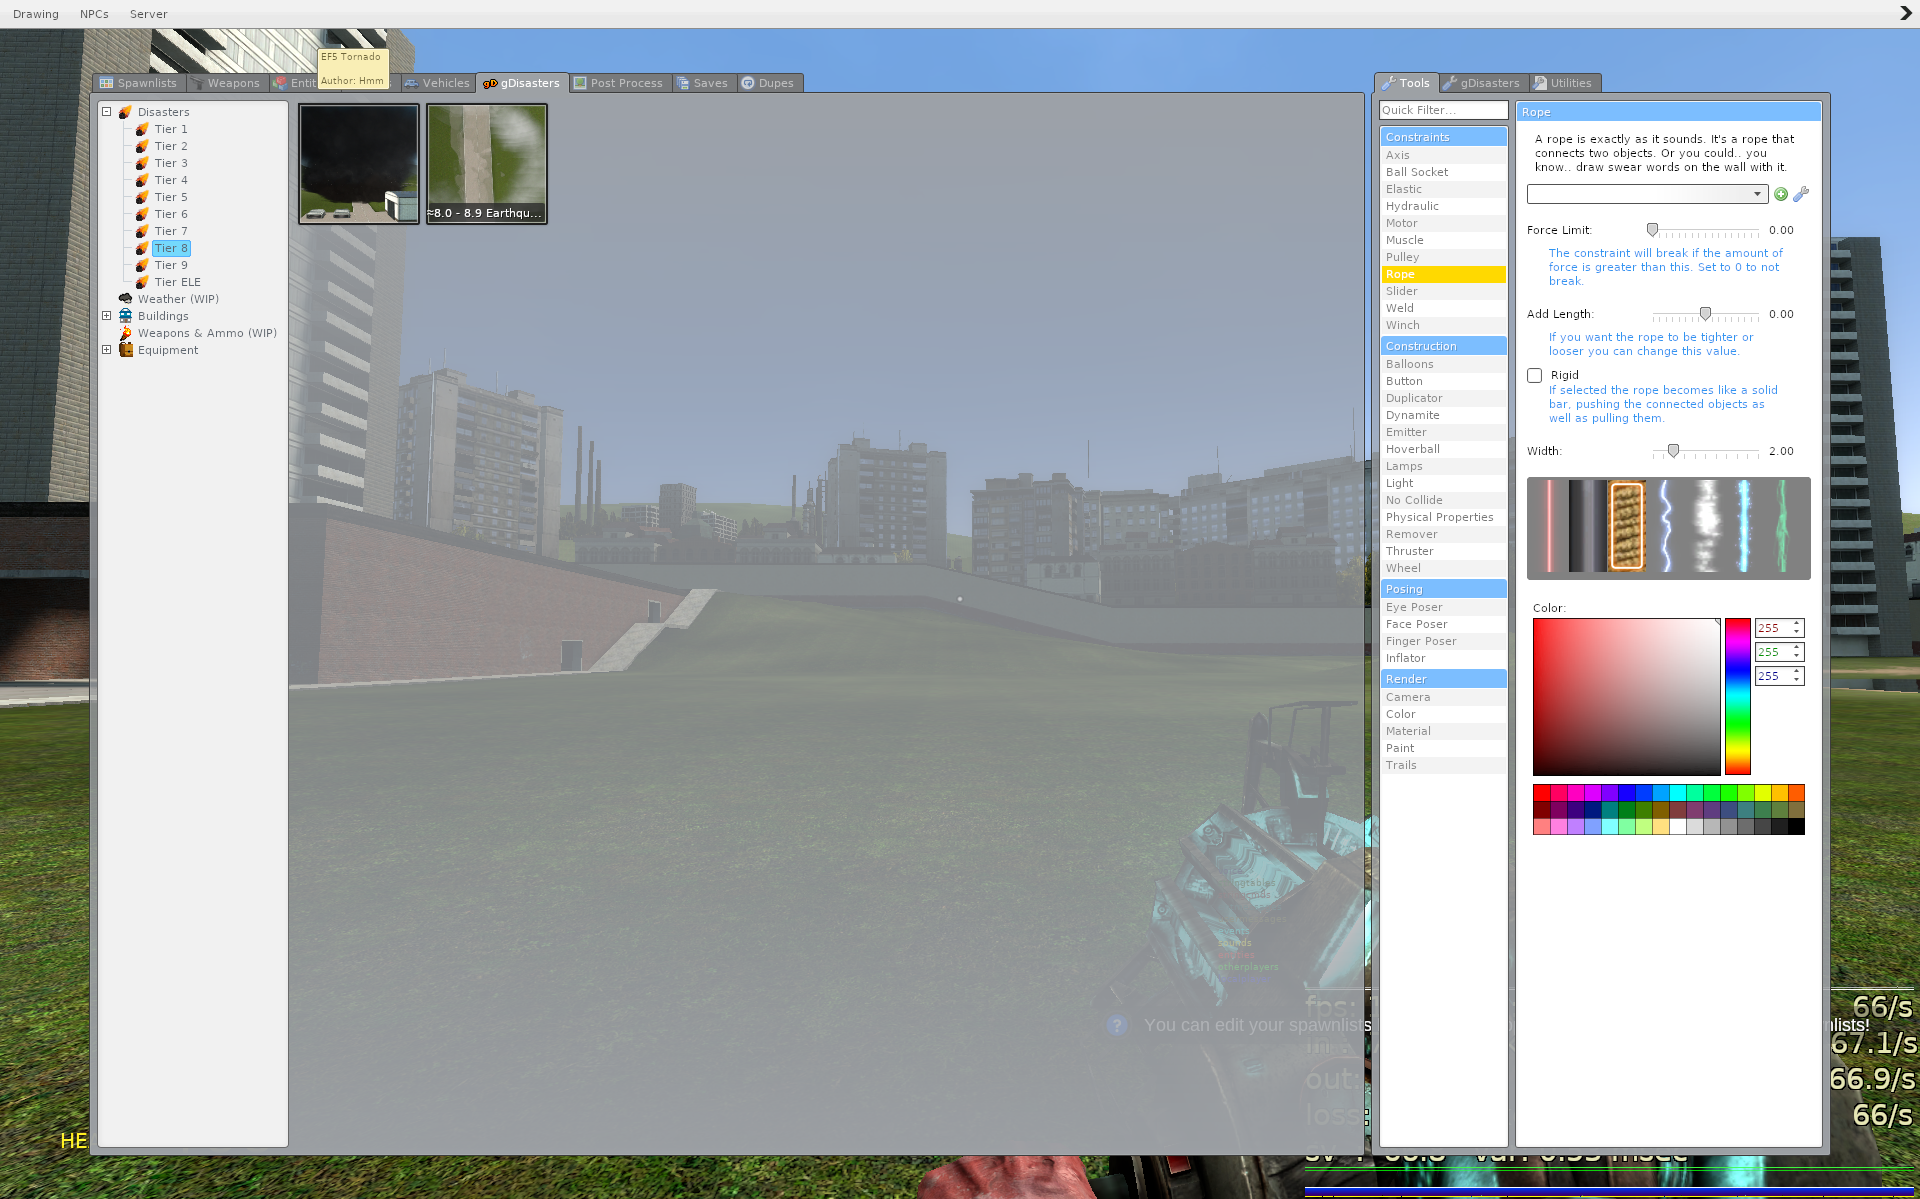 Drawing NPCs Server
EF5 Tornado
Author: Hmm
Spawnlists Weapons Entit Vehicles gDisasters Post Process Saves Dupes
Disasters
Tier 1
Tier 2
Tier 3
Tier 4
Tier 5
Tier 6
Tier 7
Tier 8
Tier 9
Tier ELE
Weather (WIP)
Buildings
Weapons & Ammo (WIP)
Equipment
≈8.0 - 8.9 Earthqu...
Tools gDisasters Utilities
Quick Filter...
Constraints
Axis
Ball Socket
Elastic
Hydraulic
Motor
Muscle
Pulley
Rope
Slider
Weld
Winch
Construction
Balloons
Button
Duplicator
Dynamite
Emitter
Hoverball
Lamps
Light
No Collide
Physical Properties
Remover
Thruster
Wheel
Posing
Eye Poser
Face Poser
Finger Poser
Inflator
Render
Camera
Color
Material
Paint
Trails
Rope
A rope is exactly as it sounds. It's a rope that
connects two objects. Or you could.. you
know.. draw swear words on the wall with it.
Force Limit: 0.00
The constraint will break if the amount of
force is greater than this. Set to 0 to not
break.
Add Length: 0.00
If you want the rope to be tighter or
looser you can change this value.
Rigid
If selected the rope becomes like a solid
bar, pushing the connected objects as
well as pulling them.
Width: 2.00
Color:
255
255
255
sounds
otherplayers
fps: 66/s
You can edit your spawnlists nlists!
in: 67.1/s
out: 66.9/s
loss: 66/s
HE